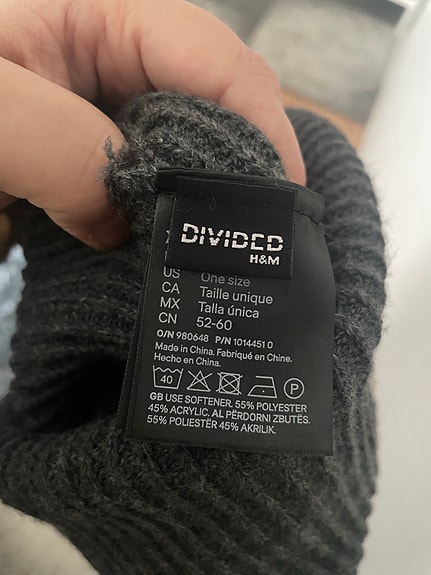 DIVIDED
H&M
US One size
CA Taille unique
MX Talla única
CN 52-60
O/N 980648 P/N 1014451 0
Made in China. Fabriqué en Chine.
Hecho en China.
40 P
GB USE SOFTENER. 55% POLYESTER
45% ACRYLIC. AL PËRDORNI ZBUTËS.
55% POLIESTËR 45% AKRILIK.